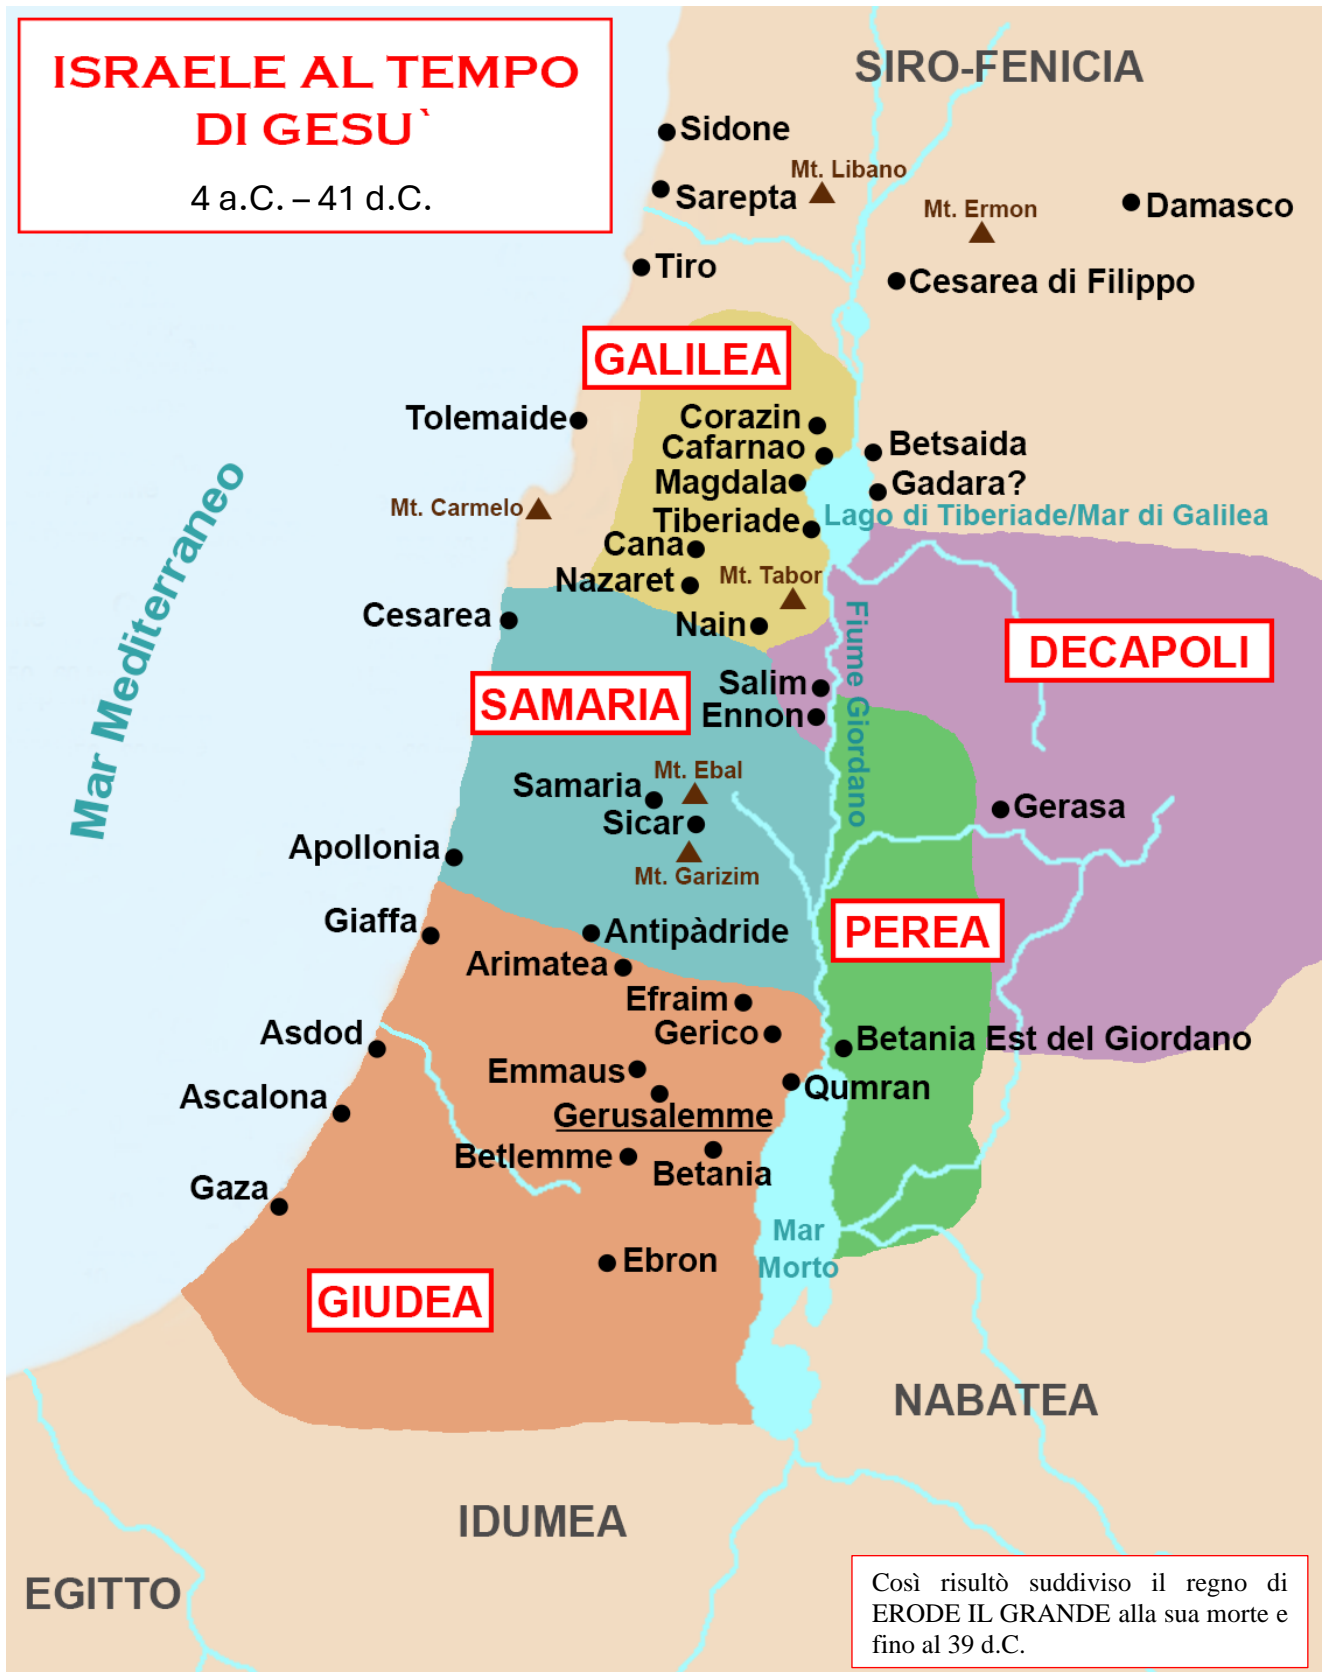 ISRAELE AL TEMPO
DI GESU`
4 a.C. – 41 d.C.
SIRO-FENICIA
Sidone
Mt. Libano
Sarepta
Mt. Ermon
Damasco
Tiro
Cesarea di Filippo
GALILEA
Tolemaide
Corazin
Cafarnao
Betsaida
Magdala
Gadara?
Mt. Carmelo
Tiberiade
Lago di Tiberiade/Mar di Galilea
Cana
Nazaret
Mt. Tabor
Mar Mediterraneo
Cesarea
Nain
Fiume Giordano
DECAPOLI
SAMARIA
Salim
Ennon
Mt. Ebal
Samaria
Sicar
Gerasa
Apollonia
Mt. Garizim
Giaffa
Antipàdride
PEREA
Arimatea
Efraim
Asdod
Gerico
Betania Est del Giordano
Emmaus
Qumran
Ascalona
Gerusalemme
Betlemme
Betania
Gaza
Mar
Morto
Ebron
GIUDEA
NABATEA
IDUMEA
EGITTO
Così risultò suddiviso il regno di
ERODE IL GRANDE alla sua morte e
fino al 39 d.C.